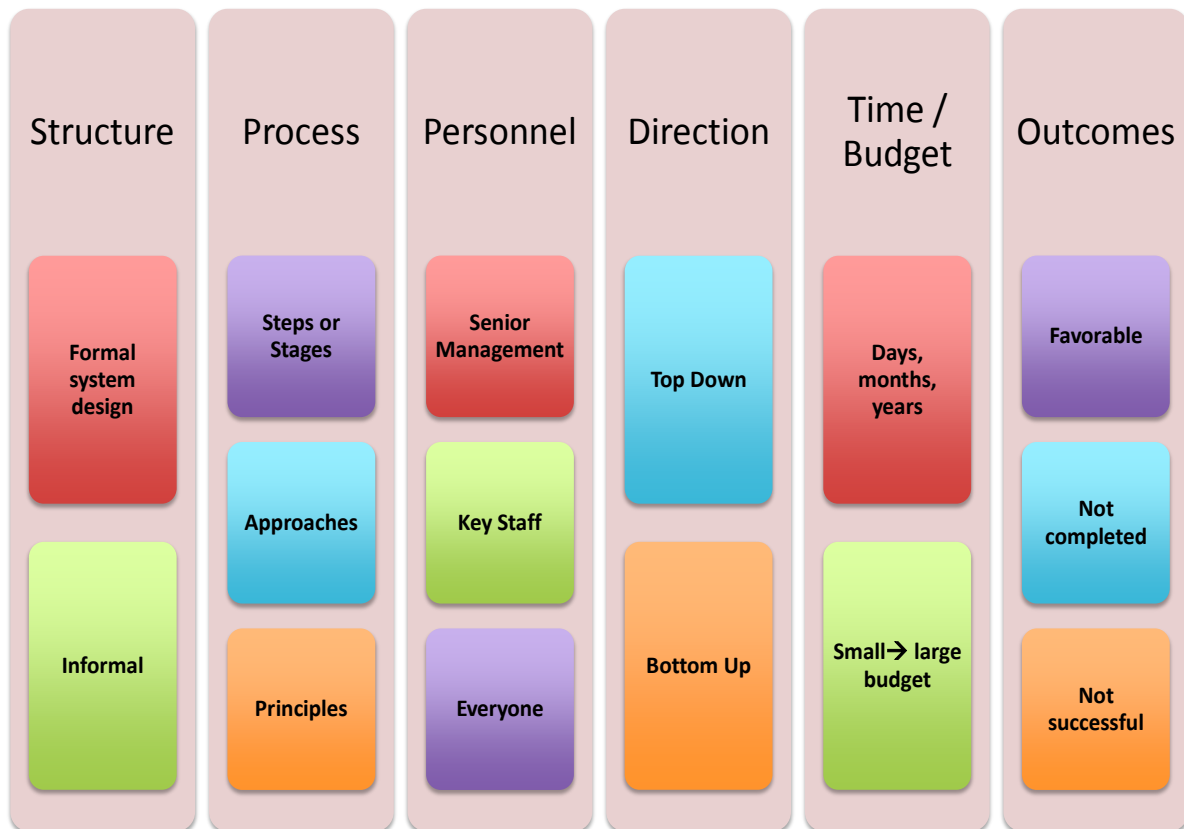 Structure
Formal
system
design
Informal
Process
Steps or
Stages
Approaches
Principles
Personnel
Senior
Management
Key Staff
Everyone
Direction
Top Down
Bottom Up
Time /
Budget
Days,
months,
years
Small→ large
budget
Outcomes
Favorable
Not
completed
Not
successful